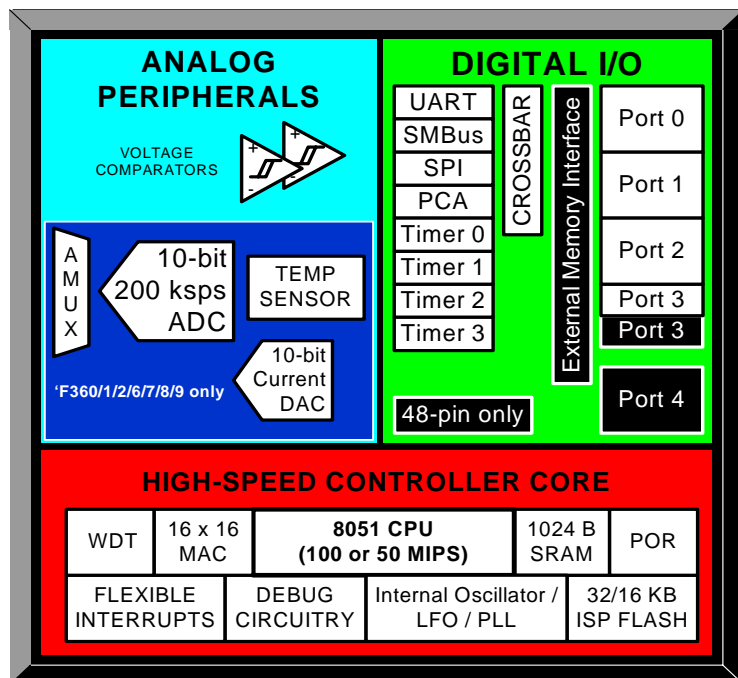 ANALOG
PERIPHERALS
VOLTAGE
COMPARATORS
+
-
+
-
A
M
U
X
10-bit
200 ksps
ADC
TEMP
SENSOR
10-bit
Current
DAC
‘F360/1/2/6/7/8/9 only
DIGITAL I/O
UART
SMBus
SPI
PCA
Timer 0
Timer 1
Timer 2
Timer 3
CROSSBAR
External Memory Interface
Port 0
Port 1
Port 2
Port 3
Port 3
Port 4
48-pin only
HIGH-SPEED CONTROLLER CORE
WDT
16 x 16
MAC
8051 CPU
(100 or 50 MIPS)
1024 B
SRAM
POR
FLEXIBLE
INTERRUPTS
DEBUG
CIRCUITRY
Internal Oscillator /
LFO / PLL
32/16 KB
ISP FLASH